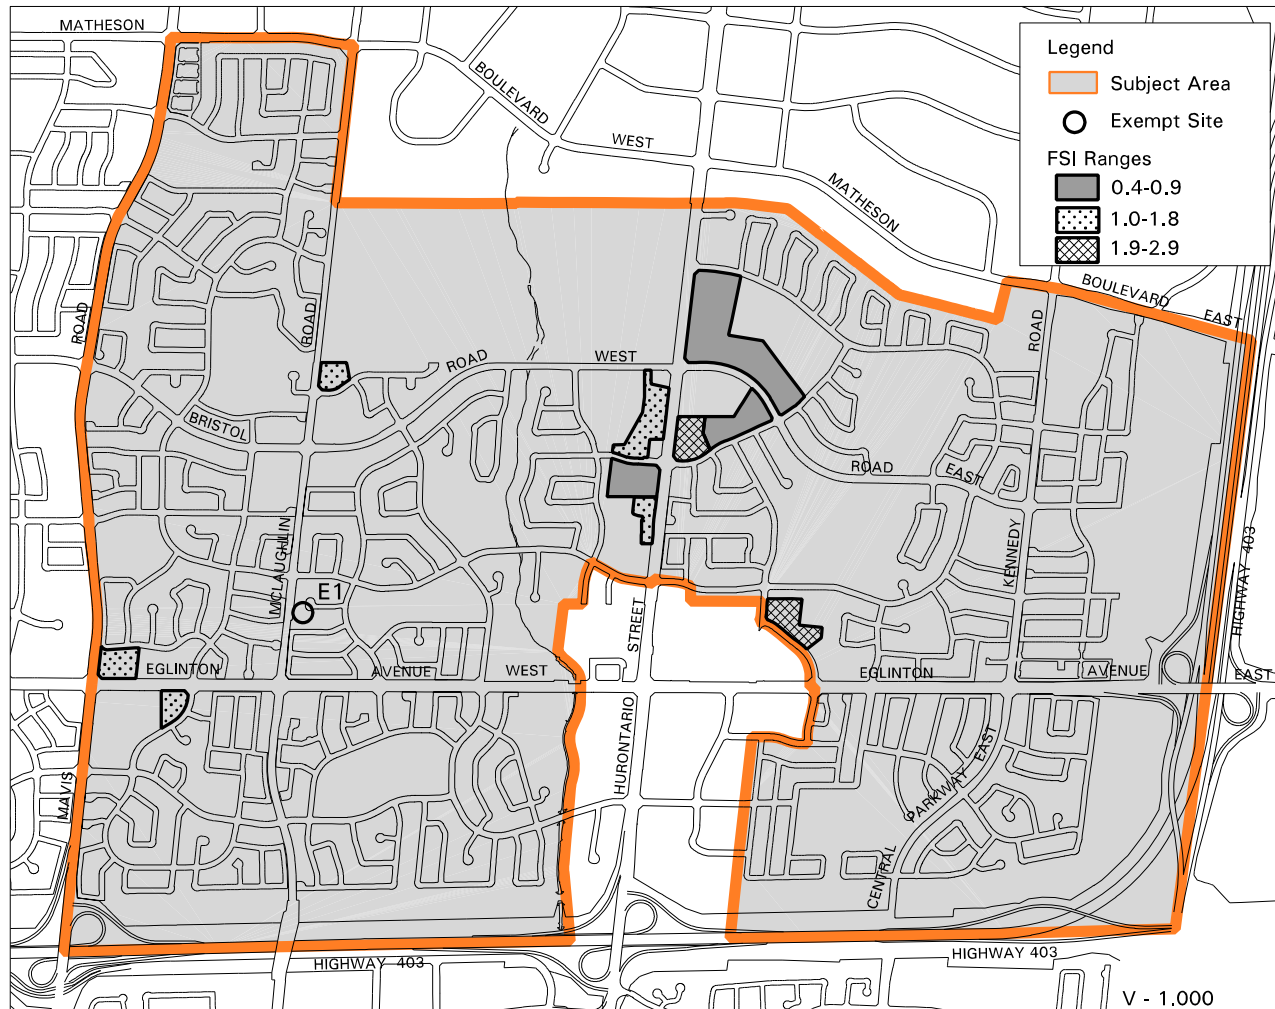 MATHESON
BOULEVARD
WEST
MATHESON
BOULEVARD
EAST
Legend
Subject Area
Exempt Site
FSI Ranges
0.4-0.9
1.0-1.8
1.9-2.9
ROAD
ROAD
ROAD
WEST
ROAD
BRISTOL
ROAD
EAST
MCLAUGHLIN
E1
KENNEDY
HIGHWAY 403
STREET
EGLINTON
AVENUE
WEST
EGLINTON
AVENUE
EAST
HURONTARIO
MAVIS
PARKWAY EAST
CENTRAL
HIGHWAY 403
HIGHWAY 403
V - 1,000